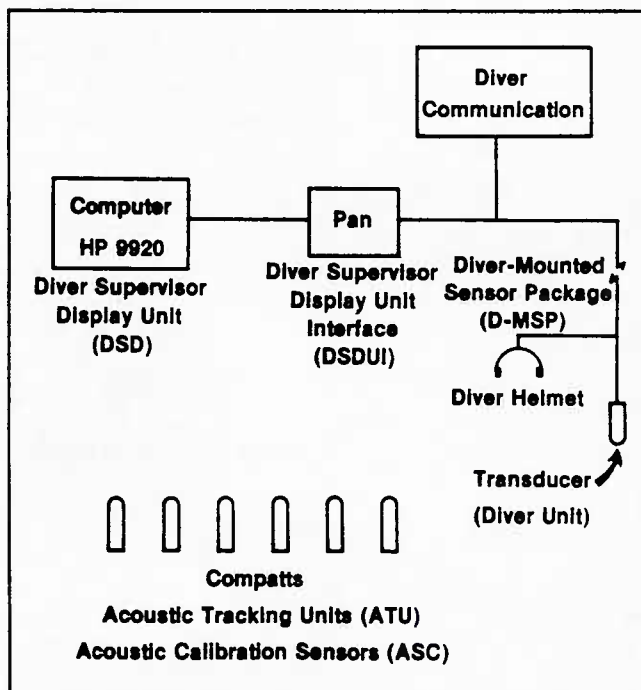 Diver
Communication
Computer
HP 9920
Diver Supervisor
Display Unit
(DSD)
Pan
Diver Supervisor
Display Unit
Interface
(DSDUI)
Diver-Mounted
Sensor Package
(D-MSP)
Diver Helmet
Transducer
(Diver Unit)
Compatts
Acoustic Tracking Units (ATU)
Acoustic Calibration Sensors (ASC)